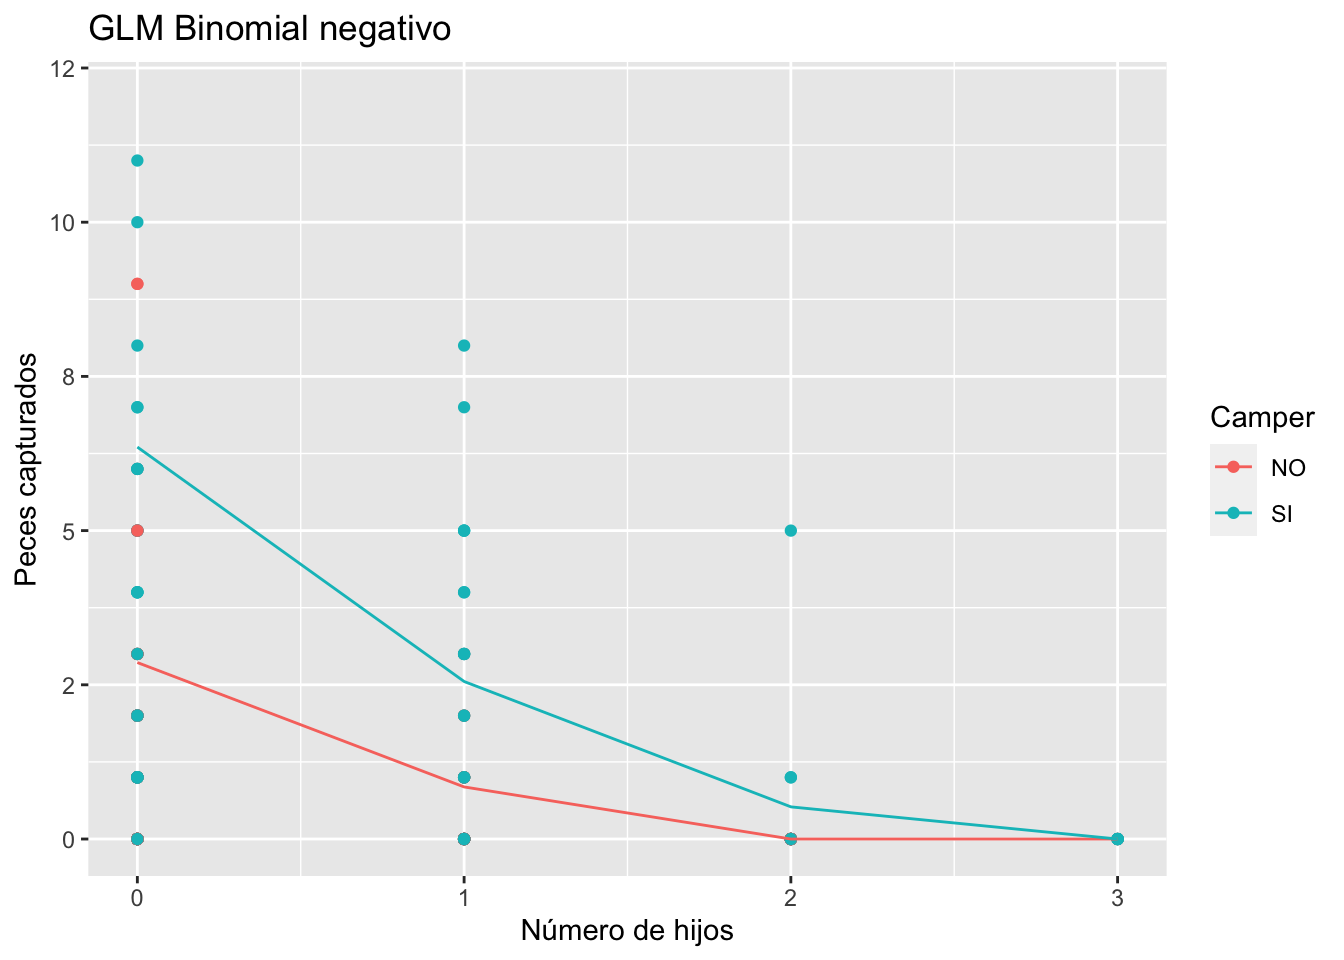 GLM Binomial negativo
12
10
8
5
2
0
Peces capturados
0 1 2 3
Número de hijos
Camper
NO
SI